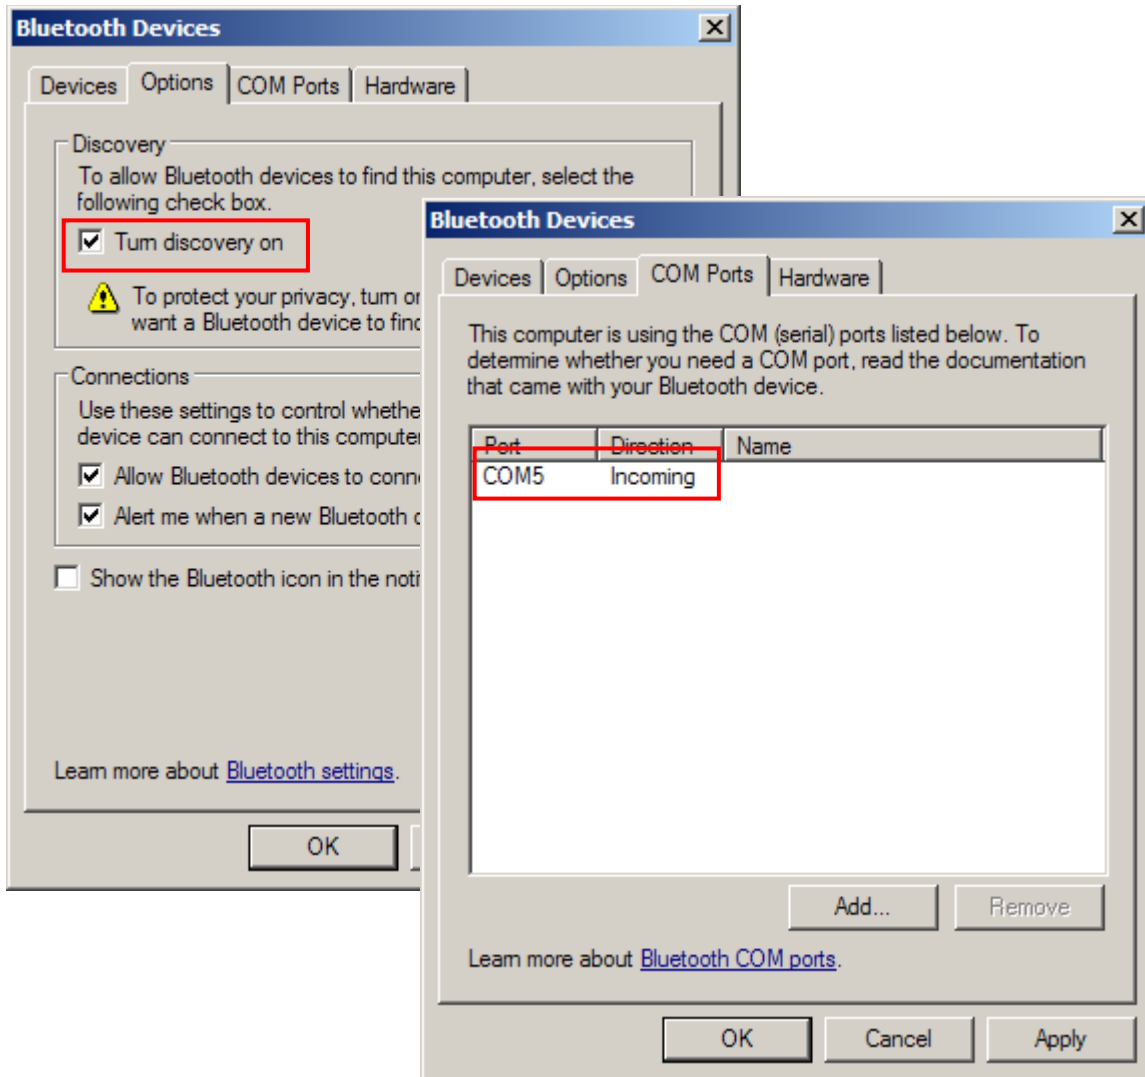 Bluetooth Devices
Devices Options COM Ports Hardware
Discovery
To allow Bluetooth devices to find this computer, select the
following check box.
Turn discovery on
To protect your privacy, turn
want a Bluetooth device to
Connections
Use these settings to control
device can connect to this
Allow Bluetooth devices to
Alert me when a new Bluetooth
Show the Bluetooth icon in the
Learn more about Bluetooth settings.
OK
Bluetooth Devices
Devices Options COM Ports Hardware
This computer is using the COM (serial) ports listed below. To
determine whether you need a COM port, read the documentation
that came with your Bluetooth device.
Port Direction Name
COM5 Incoming
Add... Remove
Learn more about Bluetooth COM ports.
OK Cancel Apply